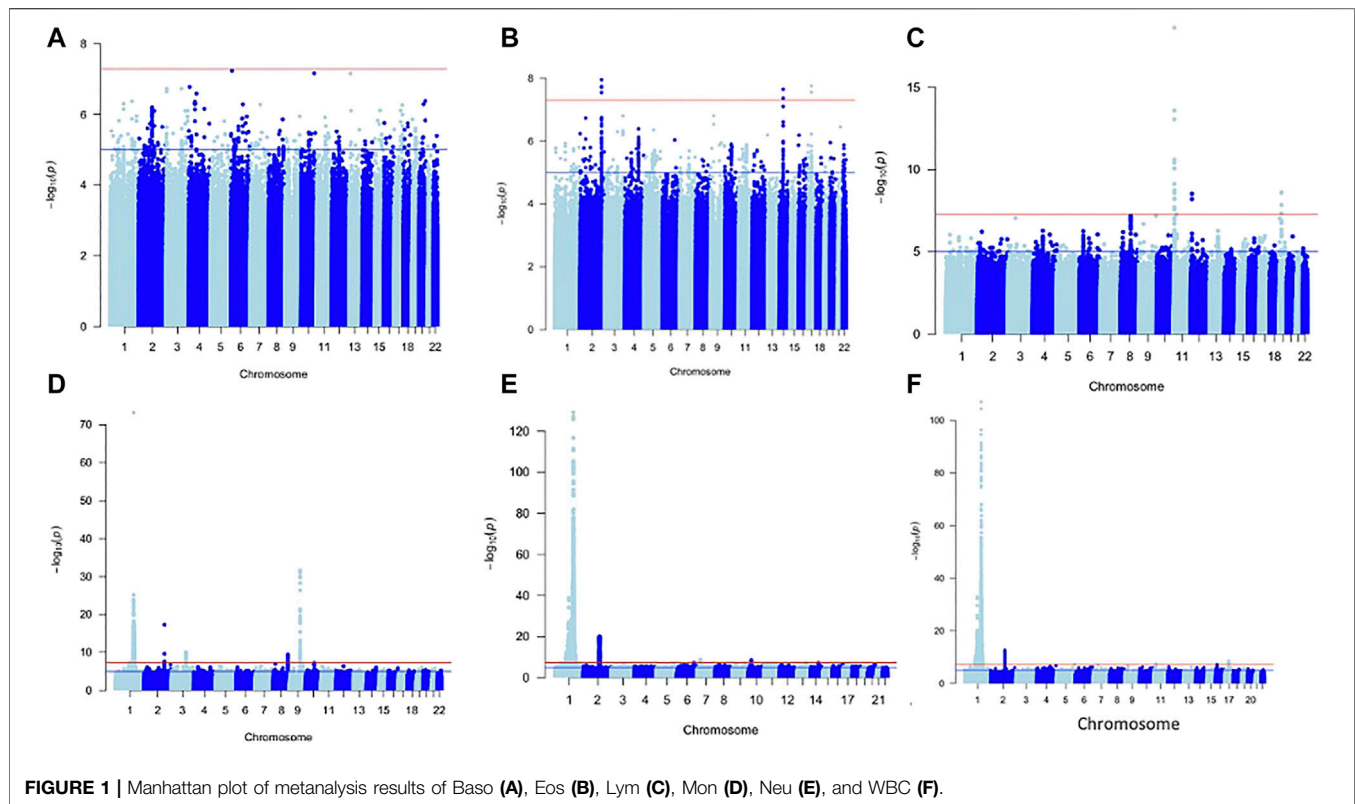 A
8
6
4
2
0
−log10(p)
1 2 3 4 5 6 7 8 9 11 13 15 18 22
Chromosome
B
8
6
4
2
0
−log10(p)
1 2 3 4 5 6 7 8 9 11 13 15 18 22
Chromosome
C
15
10
5
0
−log10(p)
1 2 3 4 5 6 7 8 9 11 13 15 18 22
Chromosome
D
70
60
50
40
30
20
10
0
−log10(p)
1 2 3 4 5 6 7 8 9 11 13 15 18 22
Chromosome
E
120
100
80
60
40
20
0
−log10(p)
1 2 3 4 5 6 7 8 10 12 14 17 21
Chromosome
F
100
80
60
40
20
0
−log10(p)
1 2 3 4 5 6 7 8 9 11 13 15 17 20
Chromosome
FIGURE 1 | Manhattan plot of metanalysis results of Baso (A), Eos (B), Lym (C), Mon (D), Neu (E), and WBC (F).